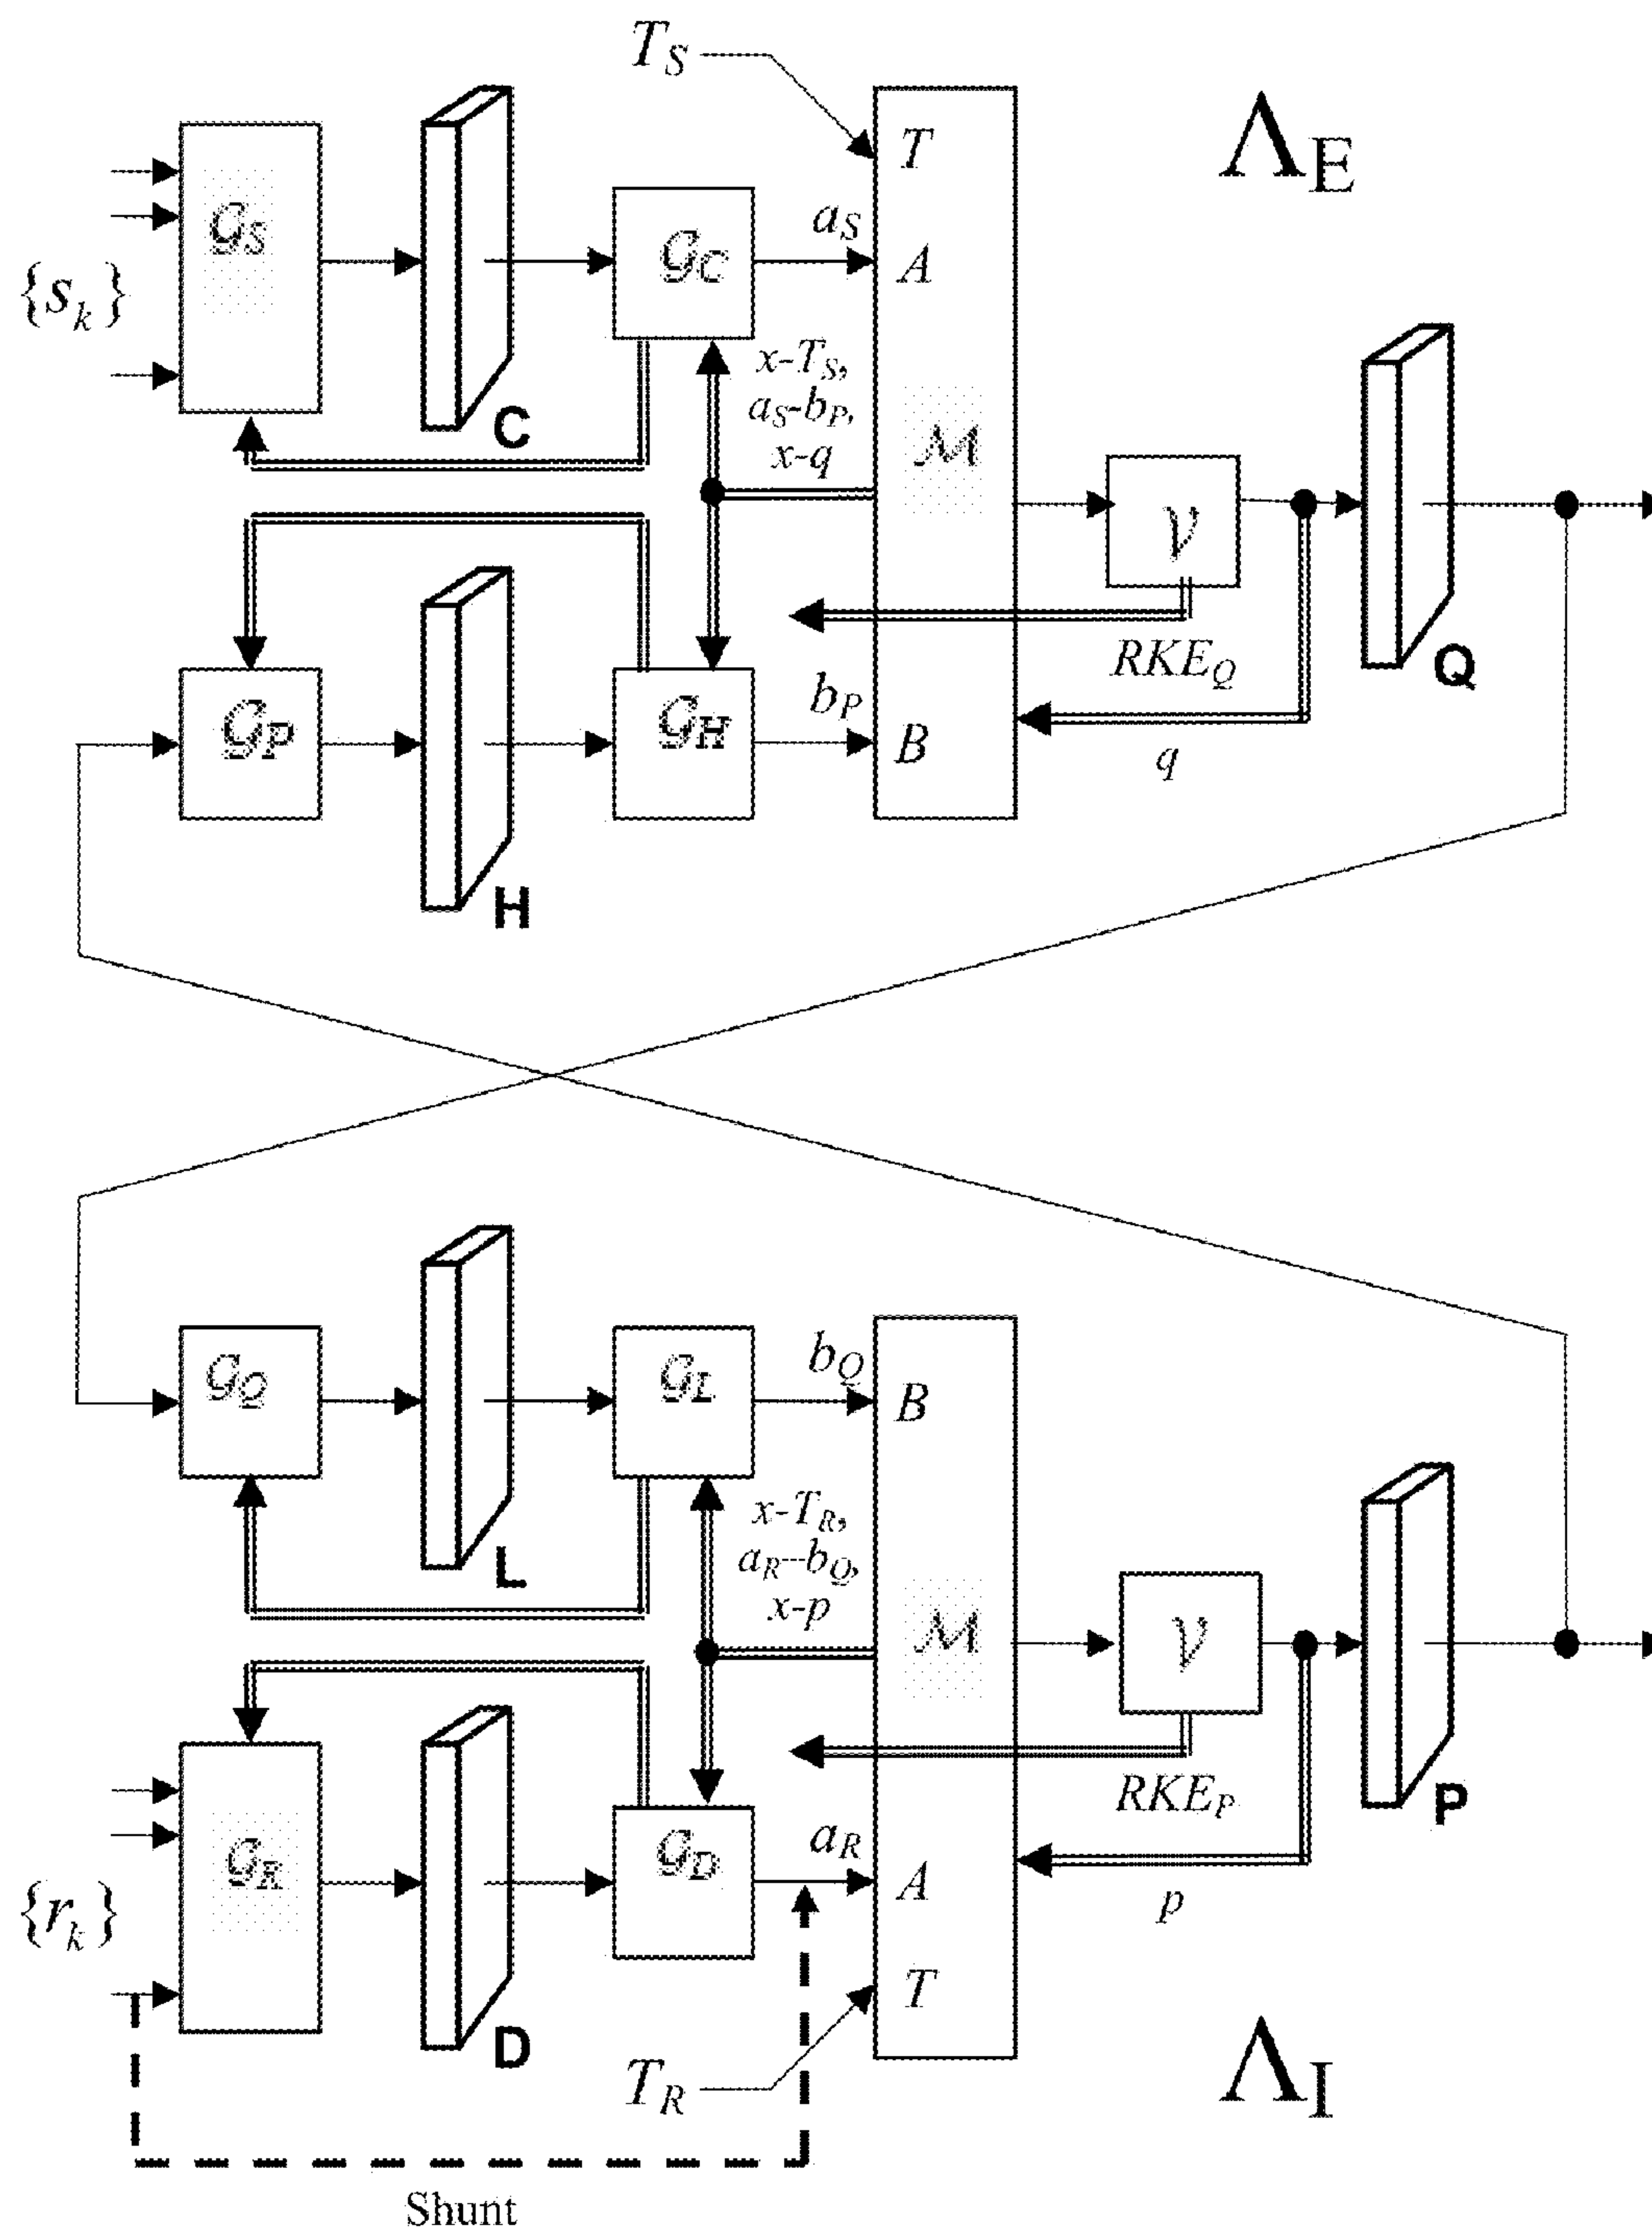 T_S
Λ_E
T
𝒢_S
a_S
𝒢_C
A
{s_k}
x-T_S,
a_S-b_P,
x-q
C
ℳ
𝒱
RKE_Q
Q
b_P
𝒢_P
𝒢_H
B
q
H
b_Q
𝒢_Q
𝒢_L
B
x-T_R,
a_R--b_Q,
x-p
L
ℳ
𝒱
RKE_P
P
a_R
𝒢_R
𝒢_D
A
{r_k}
p
T
D
T_R
Λ_I
Shunt